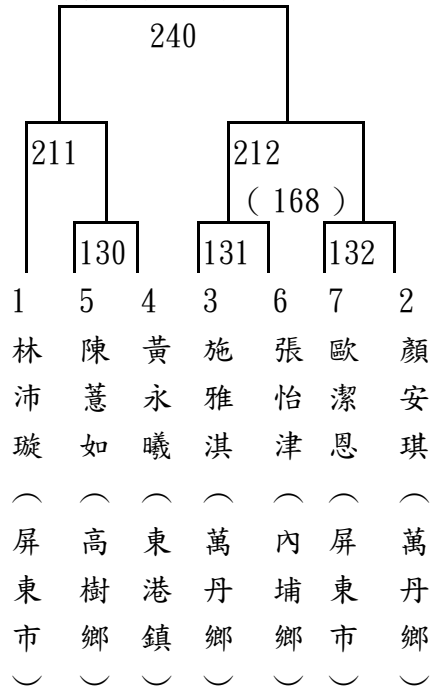 240
211
212
( 168 )
130
131
132
1
5
4
3
6
7
2
林沛璇（屏東市）
陳薏如（高樹鄉）
黃永曦（東港鎮）
施雅淇（萬丹鄉）
張怡津（內埔鄉）
歐潔恩（屏東市）
顏安琪（萬丹鄉）